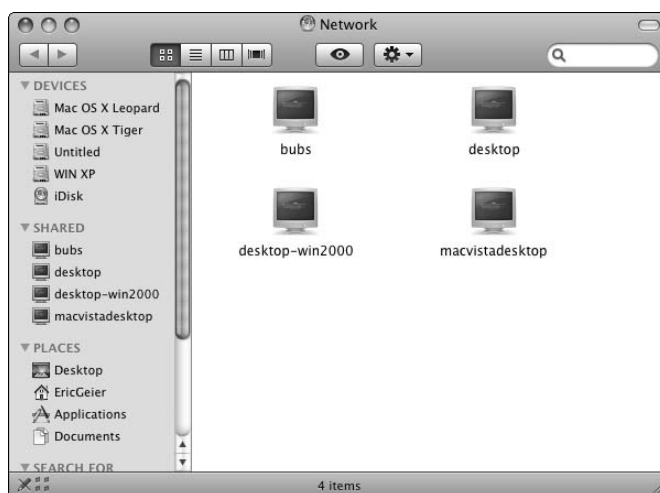 Network
DEVICES
Mac OS X Leopard
Mac OS X Tiger
Untitled
WIN XP
iDisk
SHARED
bubs
desktop
desktop-win2000
macvistadesktop
PLACES
Desktop
EricGeier
Applications
Documents
SEARCH FOR
bubs
desktop
desktop-win2000
macvistadesktop
4 items